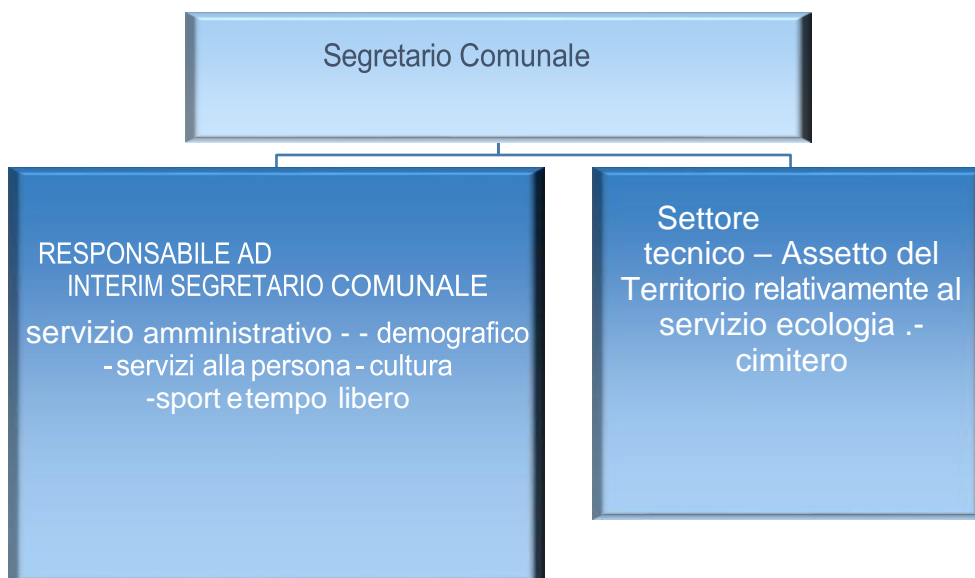 Segretario Comunale
RESPONSABILE AD
INTERIM SEGRETARIO COMUNALE
servizio amministrativo - - demografico
- servizi alla persona - cultura
-sport e tempo libero
Settore
tecnico – Assetto del
Territorio relativamente al
servizio ecologia .-
cimitero